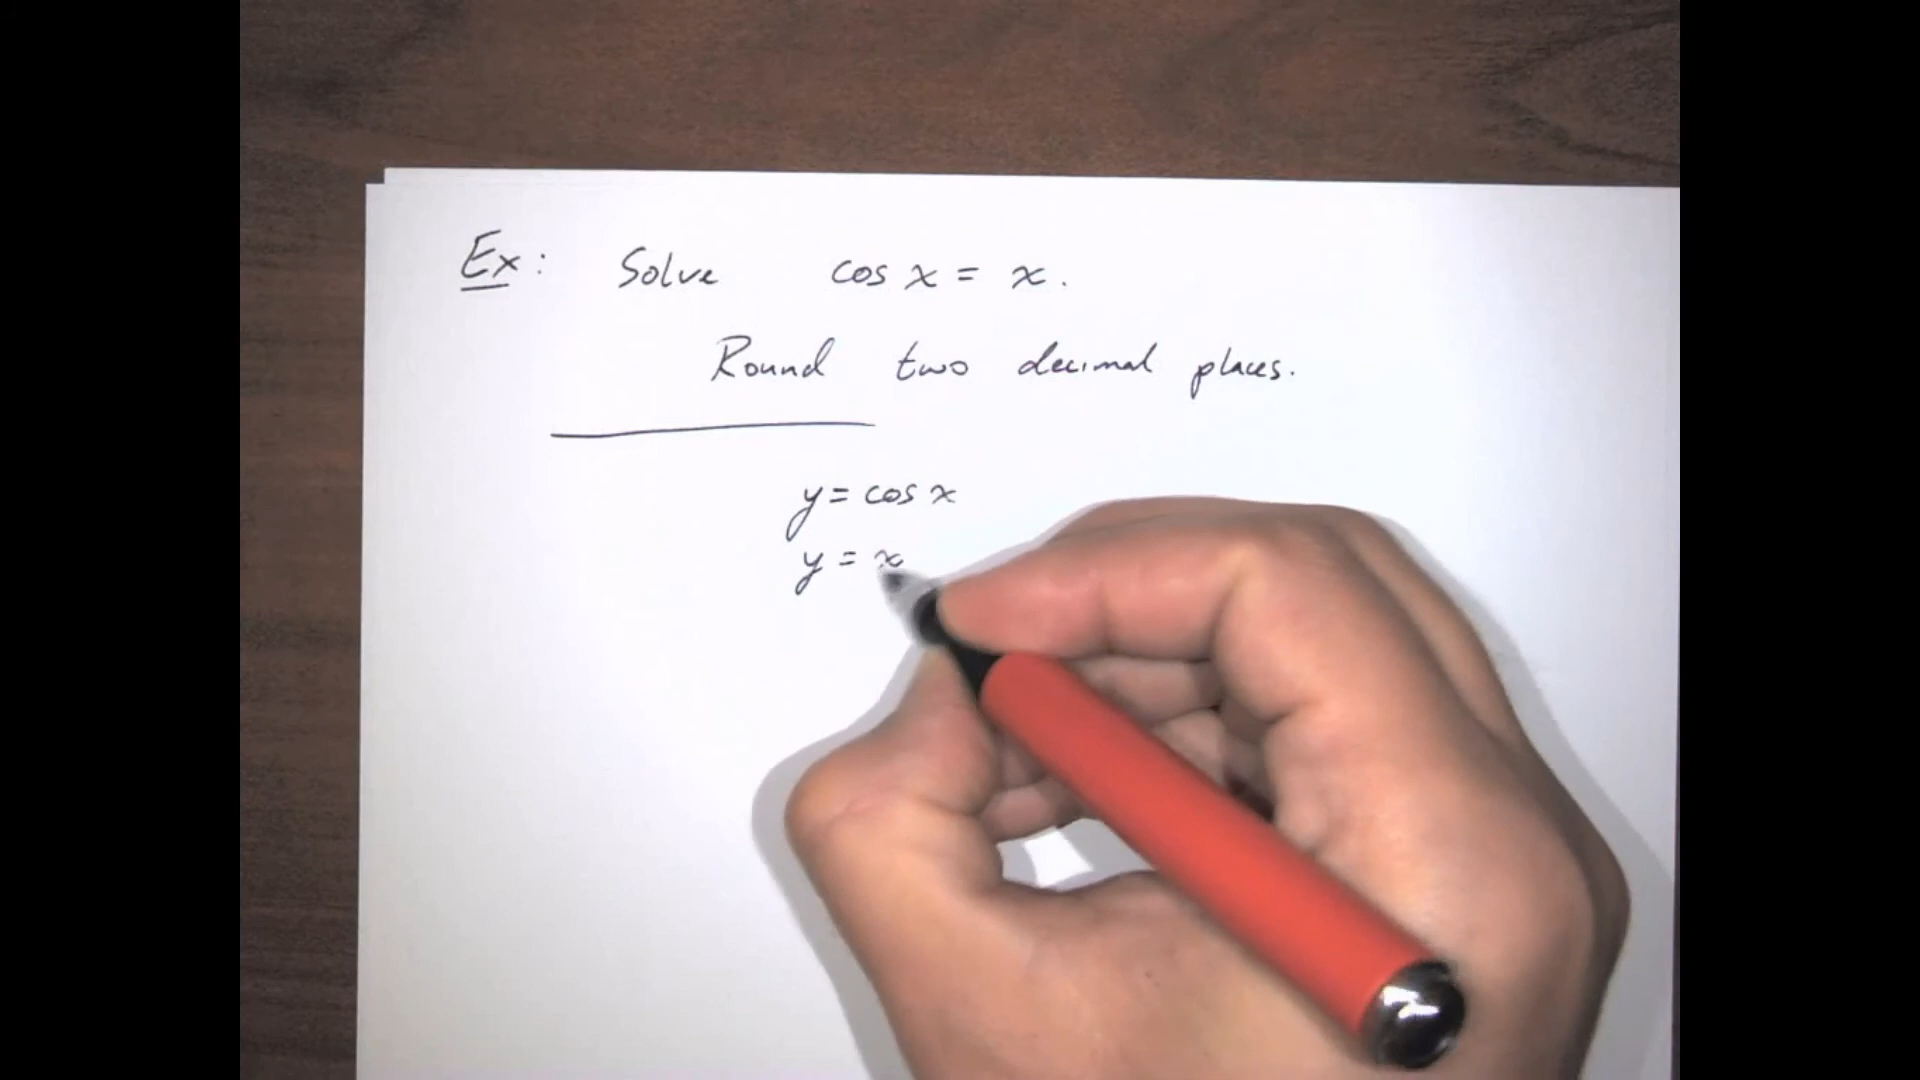 Ex: Solve cos x = x.
Round two decimal places.
y = cos x
y = x